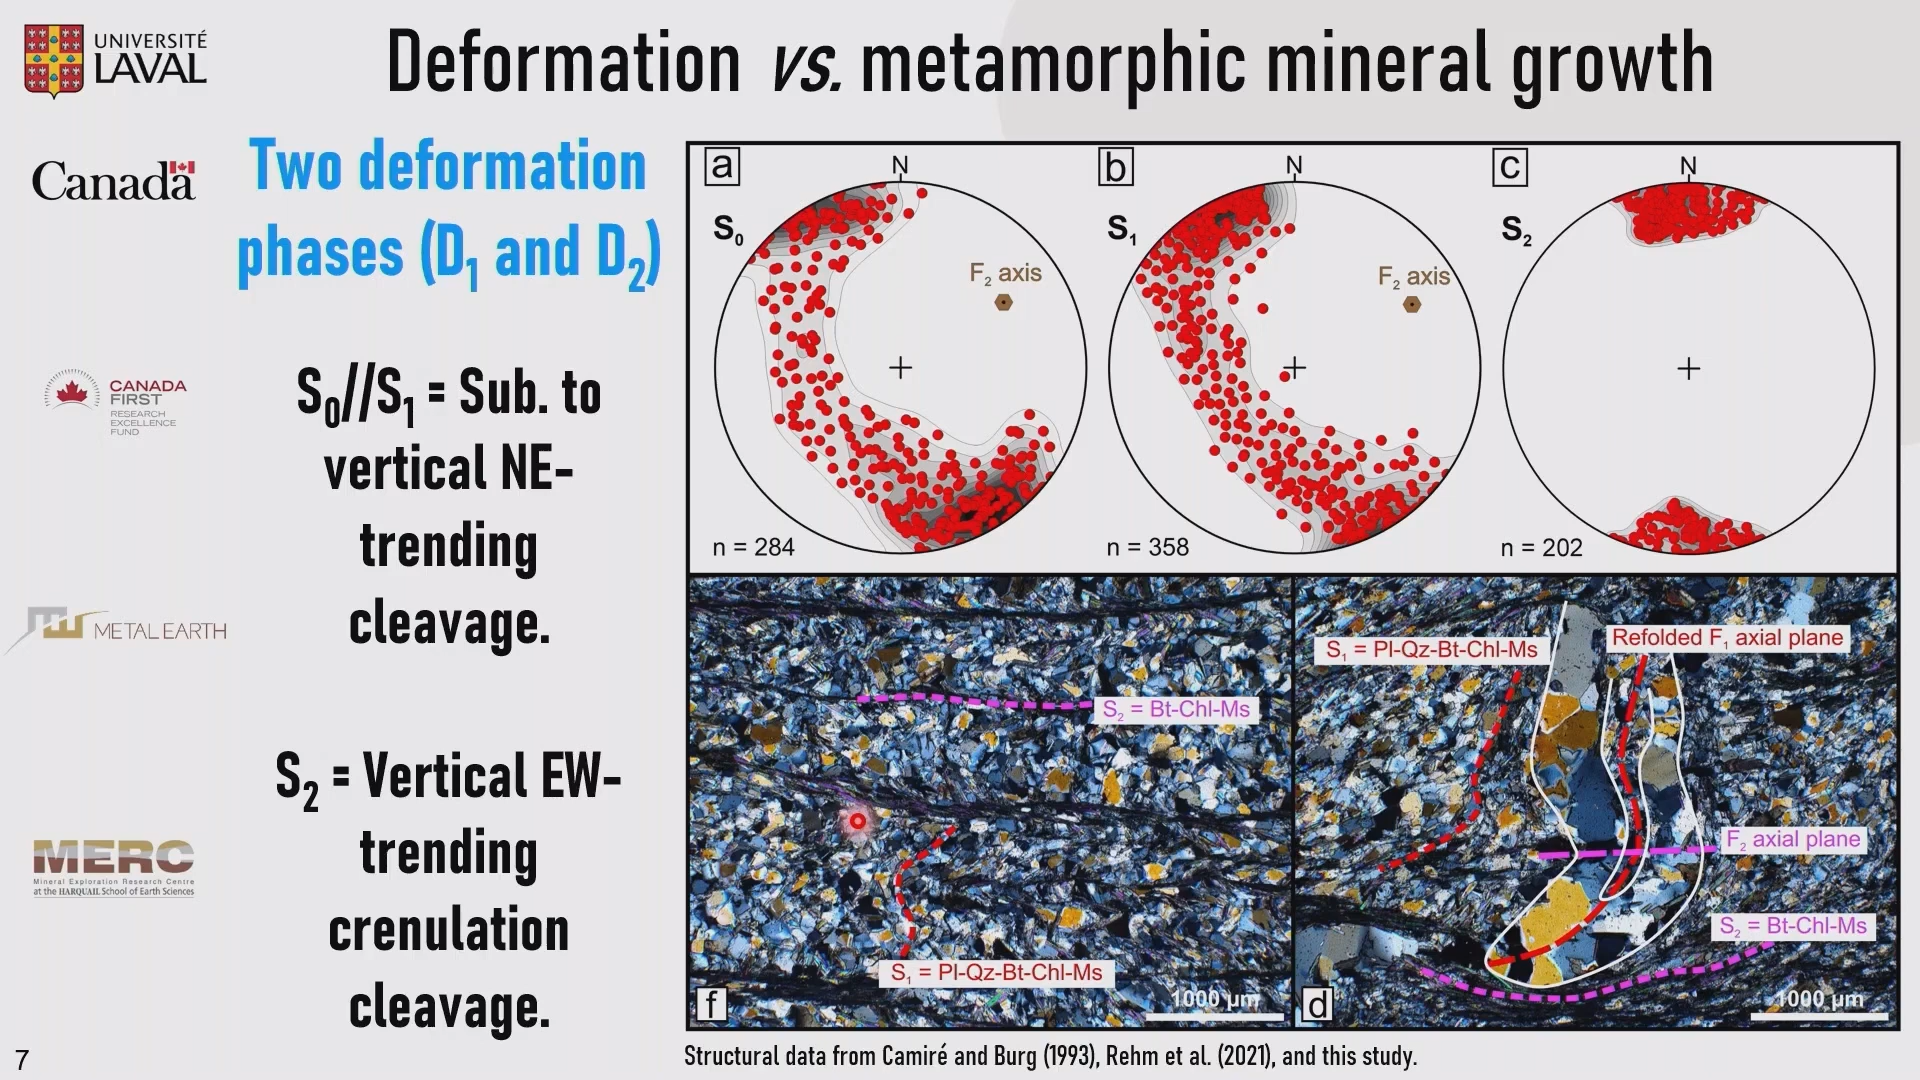 UNIVERSITÉ
LAVAL
Deformation vs. metamorphic mineral growth
Canada
CANADA
FIRST
RESEARCH
EXCELLENCE
FUND
METAL EARTH
MERC
Mineral Exploration Research Centre
at the HARQUAIL School of Earth Sciences
7
Two deformation
phases (D1 and D2)
S0//S1 = Sub. to
vertical NE-
trending
cleavage.
S2 = Vertical EW-
trending
crenulation
cleavage.
a
N
S0
F2 axis
n = 284
b
N
S1
F2 axis
n = 358
c
N
S2
n = 202
S2 = Bt-Chl-Ms
S1 = Pl-Qz-Bt-Chl-Ms
f
1000 µm
S1 = Pl-Qz-Bt-Chl-Ms
Refolded F1 axial plane
F2 axial plane
S2 = Bt-Chl-Ms
d
1000 µm
Structural data from Camiré and Burg (1993), Rehm et al. (2021), and this study.